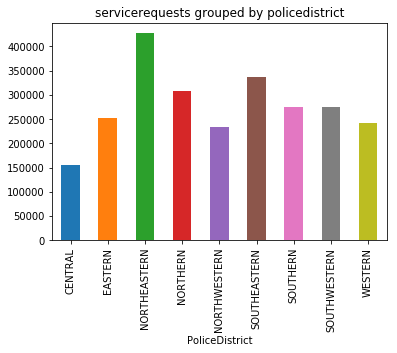 servicerequests grouped by policedistrict
400000
350000
300000
250000
200000
150000
100000
50000
0
CENTRAL
EASTERN
NORTHEASTERN
NORTHERN
NORTHWESTERN
SOUTHEASTERN
SOUTHERN
SOUTHWESTERN
WESTERN
PoliceDistrict